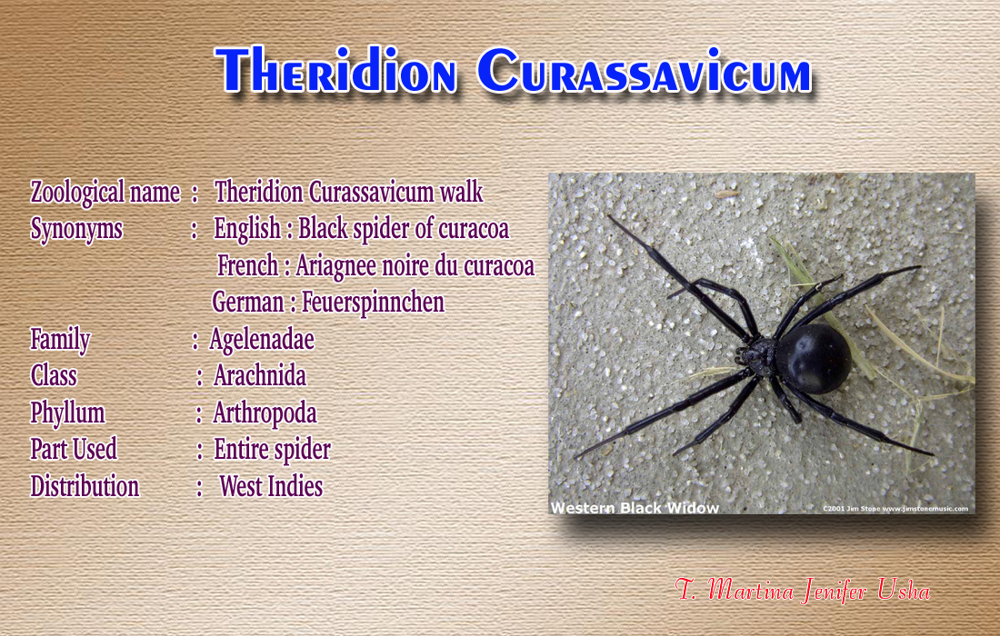 Theridion Curassavicum
Zoological name : Theridion Curassavicum walk
Synonyms : English : Black spider of curacoa
French : Ariagnee noire du curacoa
German : Feuerspinnchen
Family : Agelenadae
Class : Arachnida
Phyllum : Arthropoda
Part Used : Entire spider
Distribution : West Indies
Western Black Widow
©2001 Jim Stone www.jimstonemusic.com
T. Martina Jenifer Usha